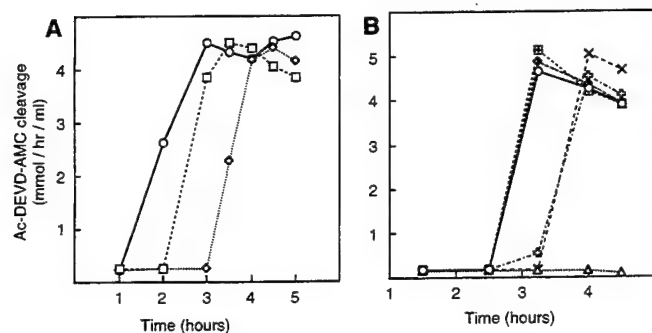 A
B
Ac-DEVD-AMC cleavage
(mmol / hr / ml)
4
3
2
1
1 2 3 4 5
Time (hours)
5
4
3
2
1
1 2 3 4
Time (hours)